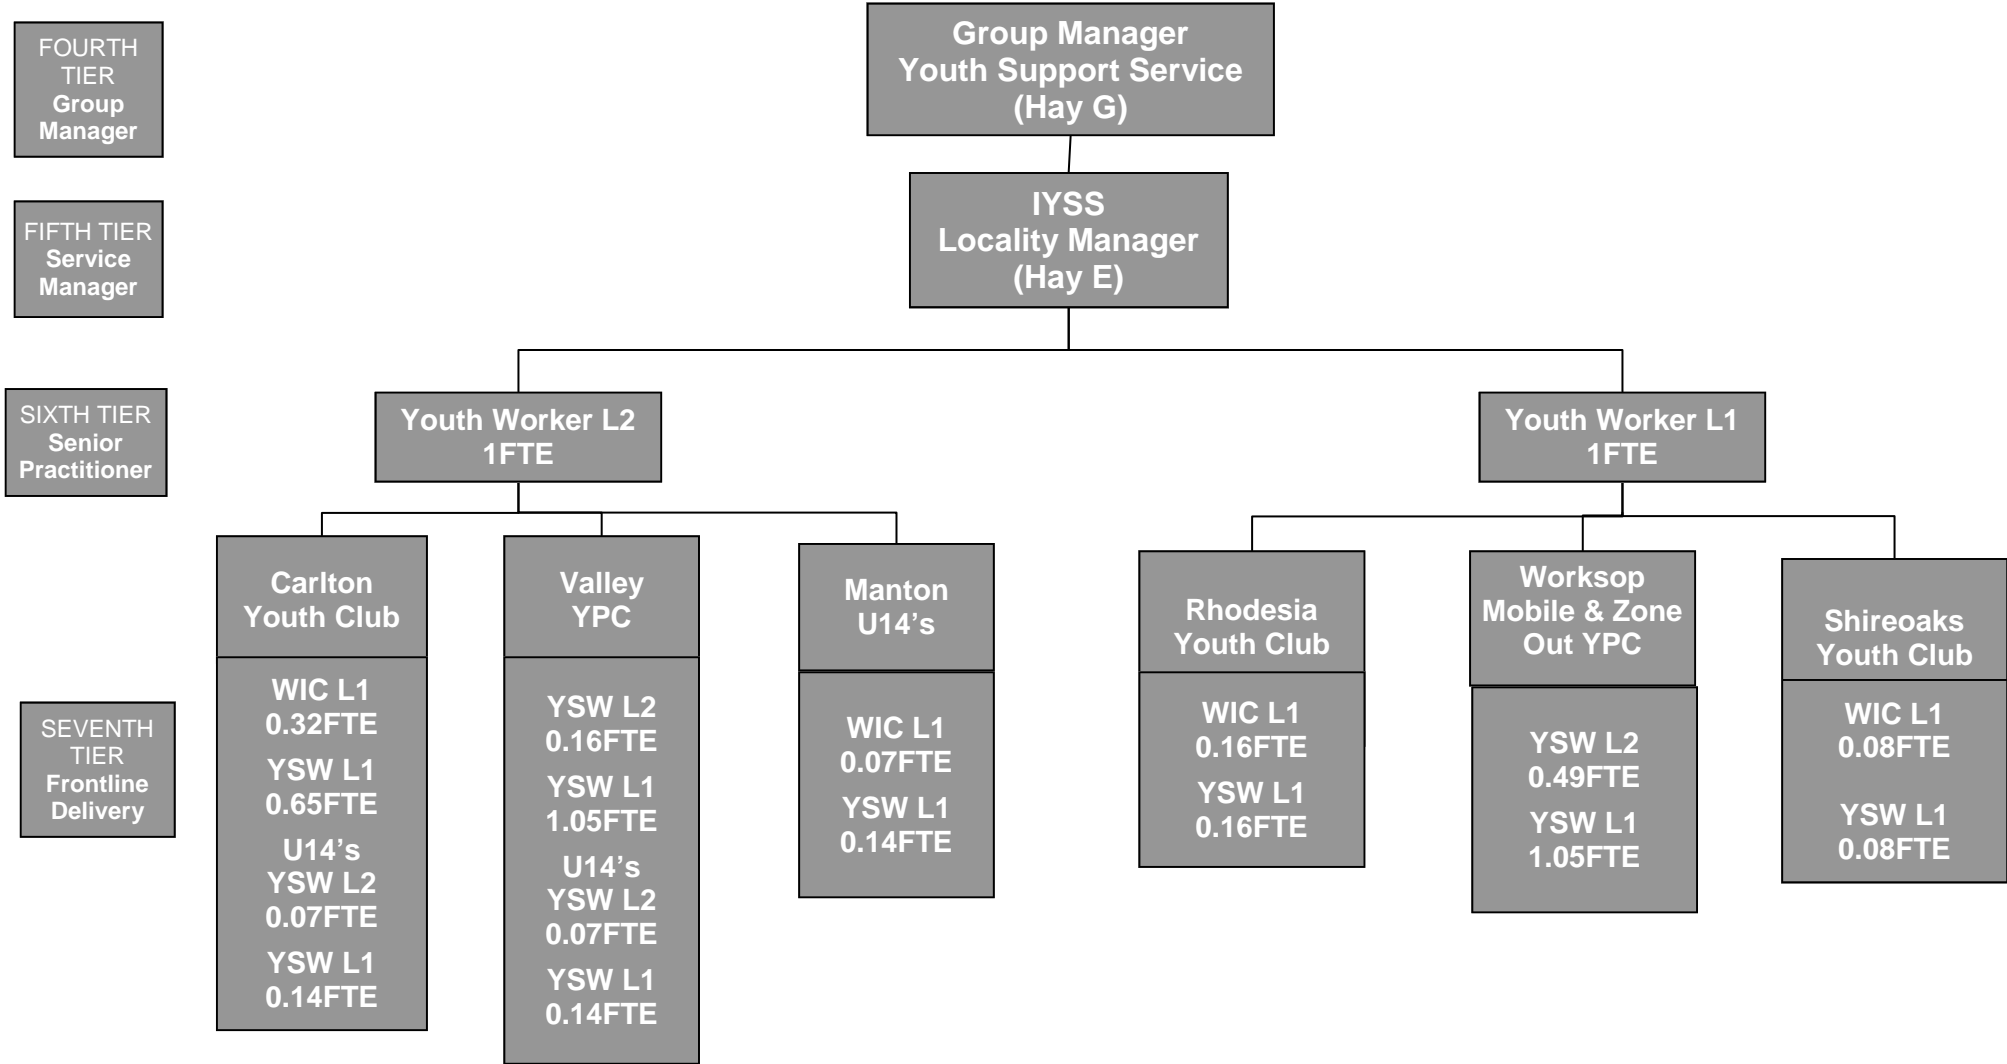 FOURTH
TIER
Group
Manager
Group Manager
Youth Support Service
(Hay G)
FIFTH TIER
Service
Manager
IYSS
Locality Manager
(Hay E)
SIXTH TIER
Senior
Practitioner
Youth Worker L2
1FTE
Youth Worker L1
1FTE
SEVENTH
TIER
Frontline
Delivery
Carlton
Youth Club
WIC L1
0.32FTE
YSW L1
0.65FTE
U14’s
YSW L2
0.07FTE
YSW L1
0.14FTE
Valley
YPC
YSW L2
0.16FTE
YSW L1
1.05FTE
U14’s
YSW L2
0.07FTE
YSW L1
0.14FTE
Manton
U14’s
WIC L1
0.07FTE
YSW L1
0.14FTE
Rhodesia
Youth Club
WIC L1
0.16FTE
YSW L1
0.16FTE
Worksop
Mobile & Zone
Out YPC
YSW L2
0.49FTE
YSW L1
1.05FTE
Shireoaks
Youth Club
WIC L1
0.08FTE
YSW L1
0.08FTE